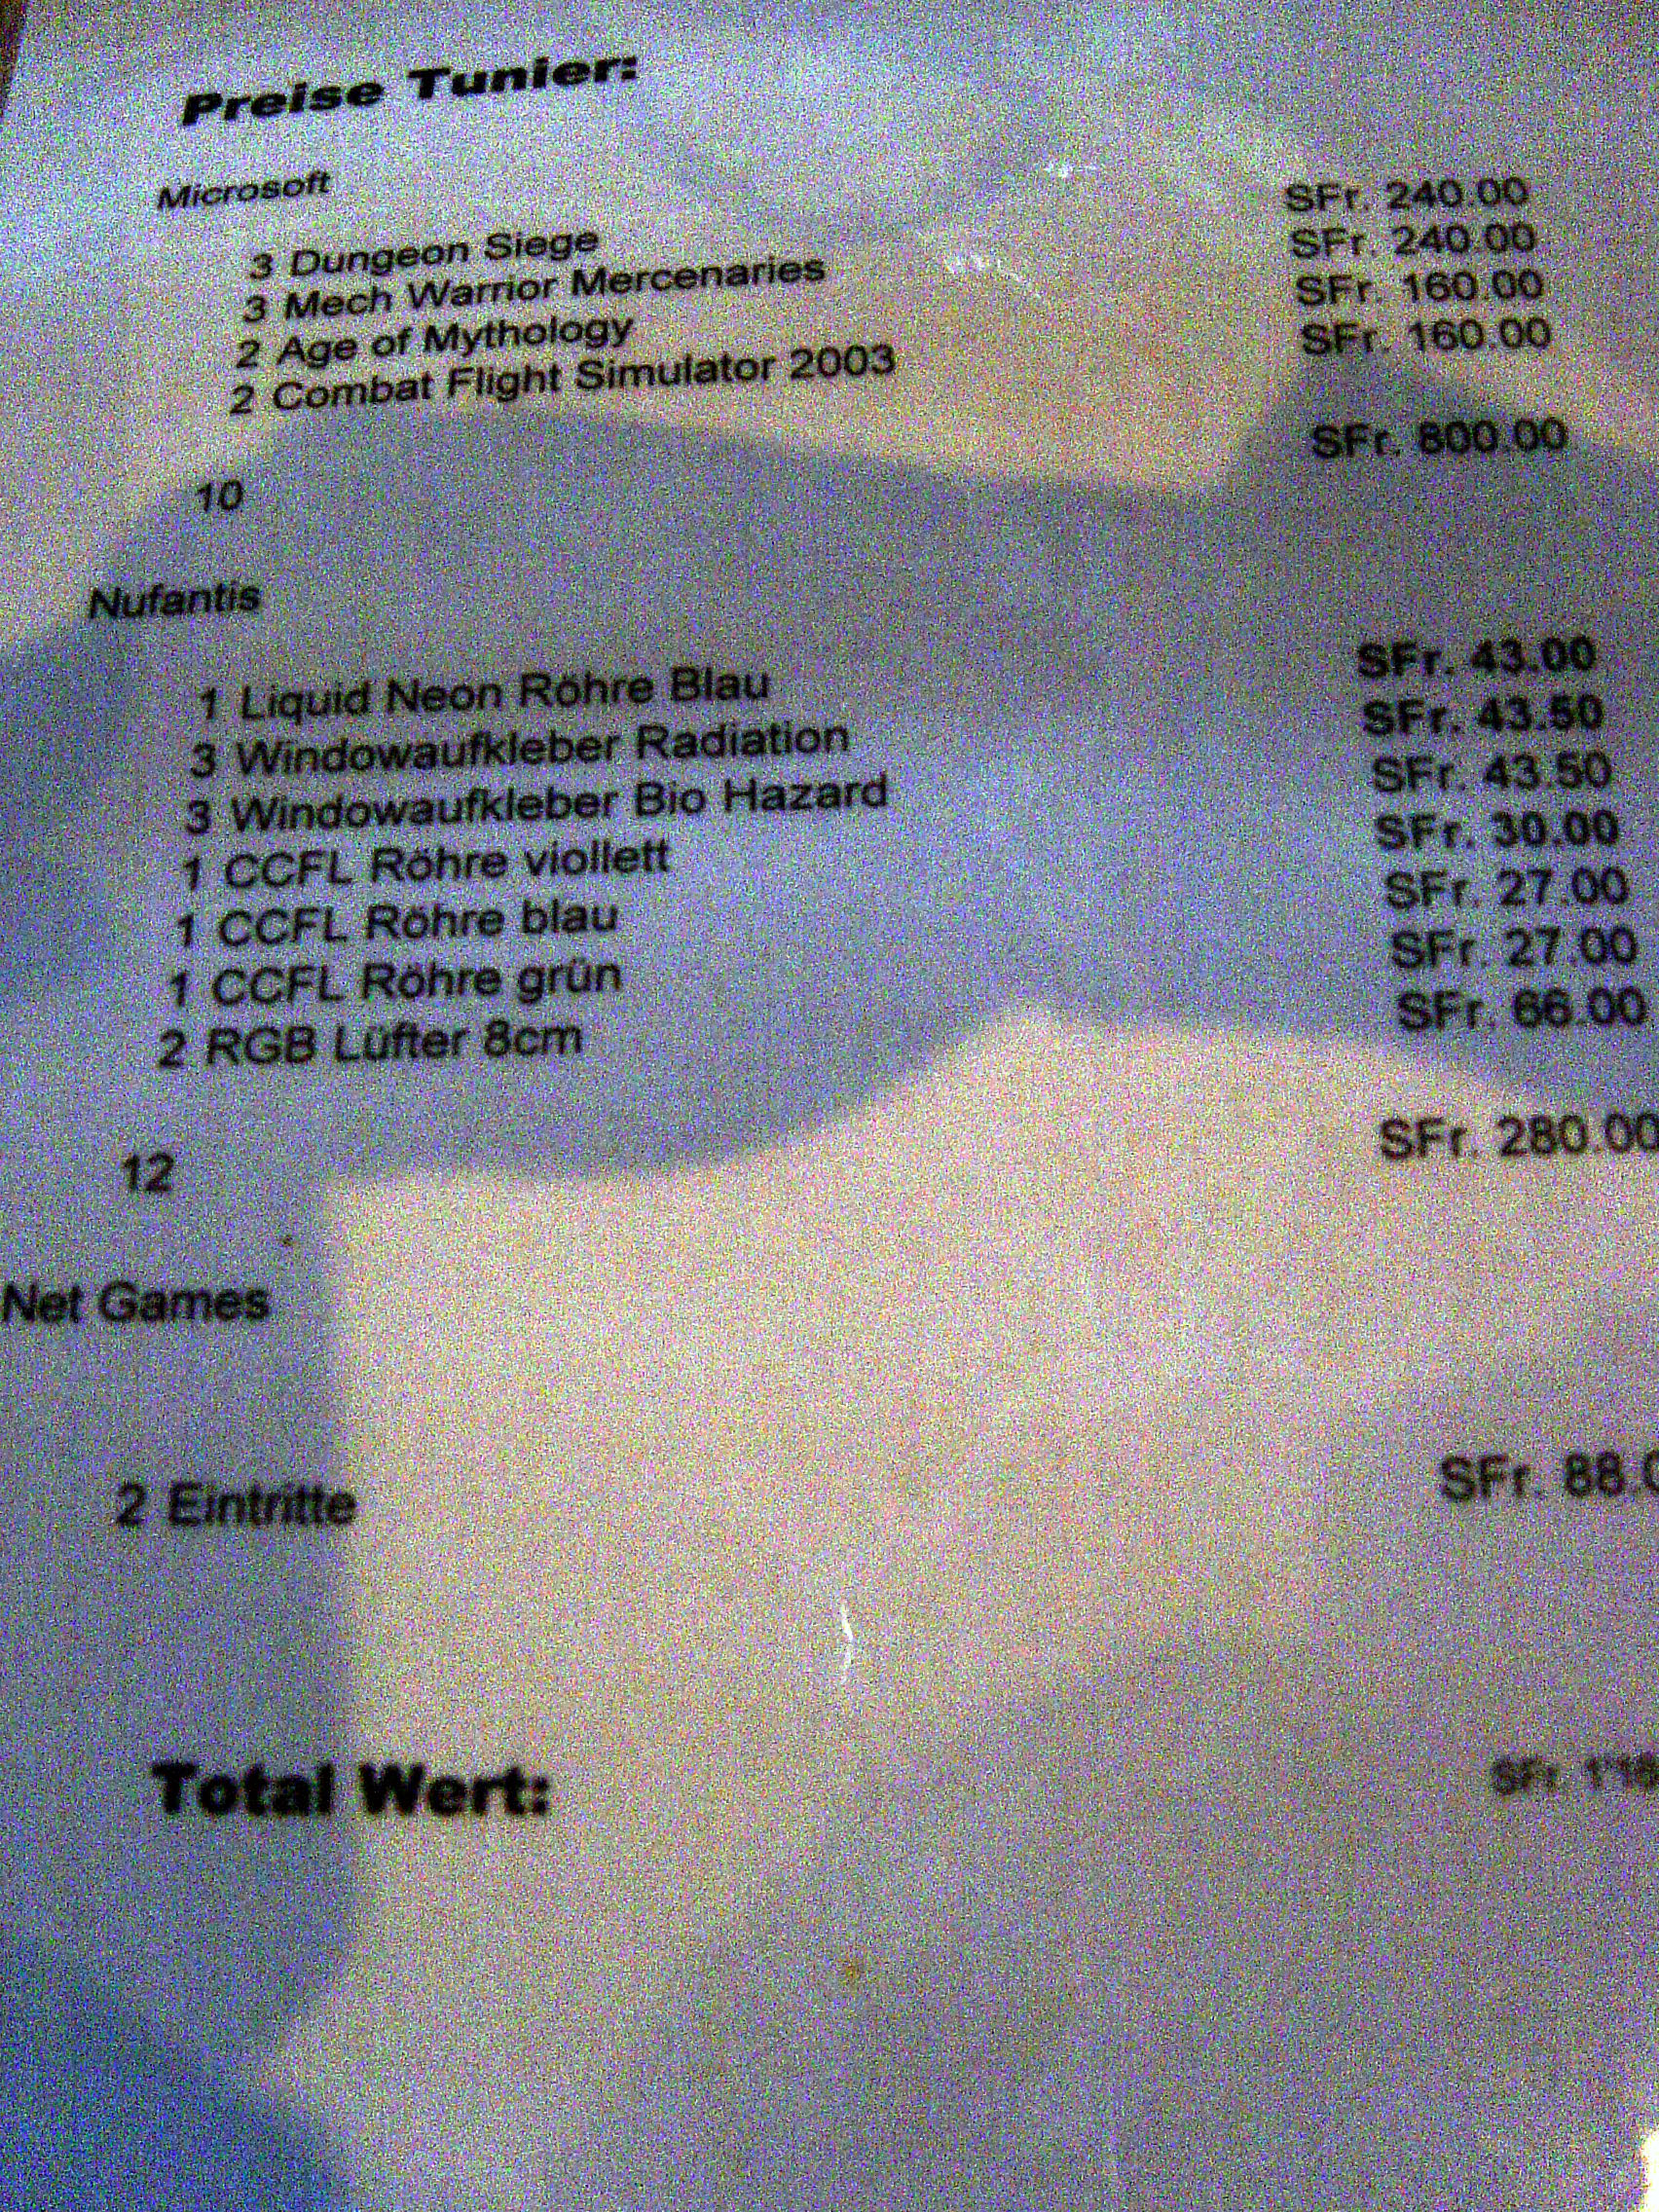 Preise Tunier:
Microsoft
3 Dungeon Siege SFr. 240.00
3 Mech Warrior Mercenaries SFr. 240.00
2 Age of Mythology SFr. 160.00
2 Combat Flight Simulator 2003 SFr. 160.00
10 SFr. 800.00
Nufantis
1 Liquid Neon Röhre Blau SFr. 43.00
3 Windowaufkleber Radiation SFr. 43.50
3 Windowaufkleber Bio Hazard SFr. 43.50
1 CCFL Röhre viollett SFr. 30.00
1 CCFL Röhre blau SFr. 27.00
1 CCFL Röhre grün SFr. 27.00
2 RGB Lüfter 8cm SFr. 66.00
12 SFr. 280.00
Net Games
2 Eintritte SFr. 88.
Total Wert: SFr.